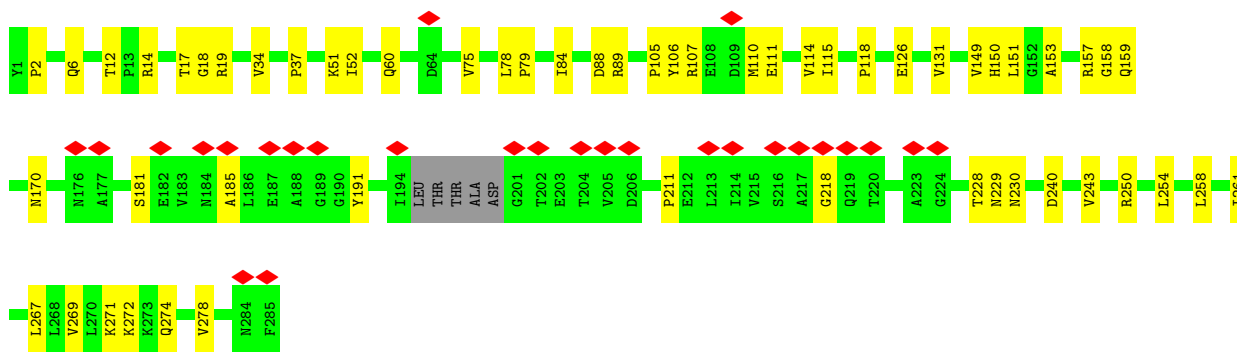 Y1 P2 Q6 T12 P13 R14 T17 G18 R19 V34 P37 K51 I52 Q60 D64 V75 L78 P79 I84 D88 R89 P105 Y106 R107 E108 D109 M110 E111 V114 I115 P118 E126 V131 V149 H150 L151 G152 A153 R157 G158 Q159
N170 N176 A177 S181 E182 V183 N184 A185 L186 E187 A188 G189 G190 Y191 I194 LEU THR THR ALA ASP G201 T202 E203 T204 V205 D206 P211 E212 L213 I214 V215 S216 A217 G218 Q219 T220 A223 G224 T228 N229 N230 D240 V243 R250 L254 L258
L267 L268 V269 L270 K271 K272 K273 Q274 V278 N284 F285